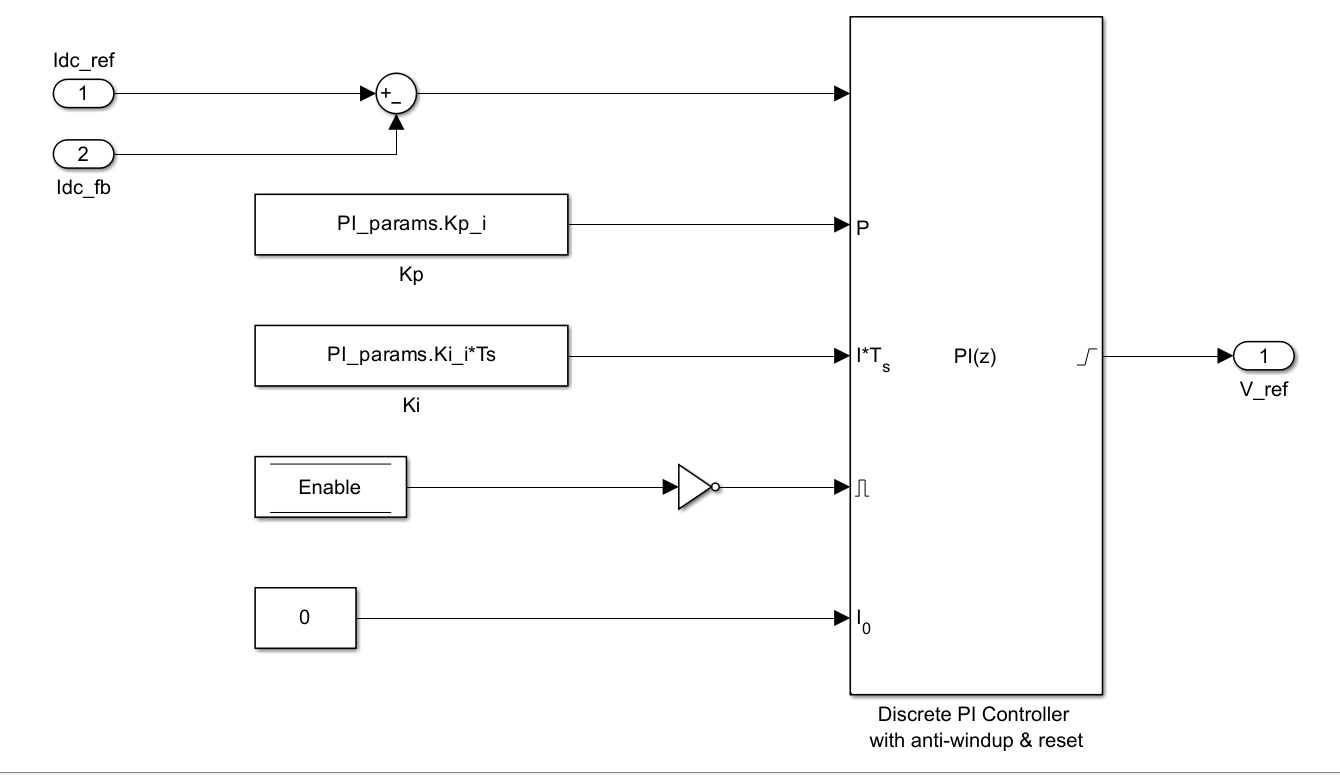 Idc_ref
1
+
_
2
Idc_fb
PI_params.Kp_i
P
Kp
PI_params.Ki_i*Ts
I*Ts
PI(z)
1
Ki
V_ref
Enable
0
I0
Discrete PI Controller
with anti-windup & reset